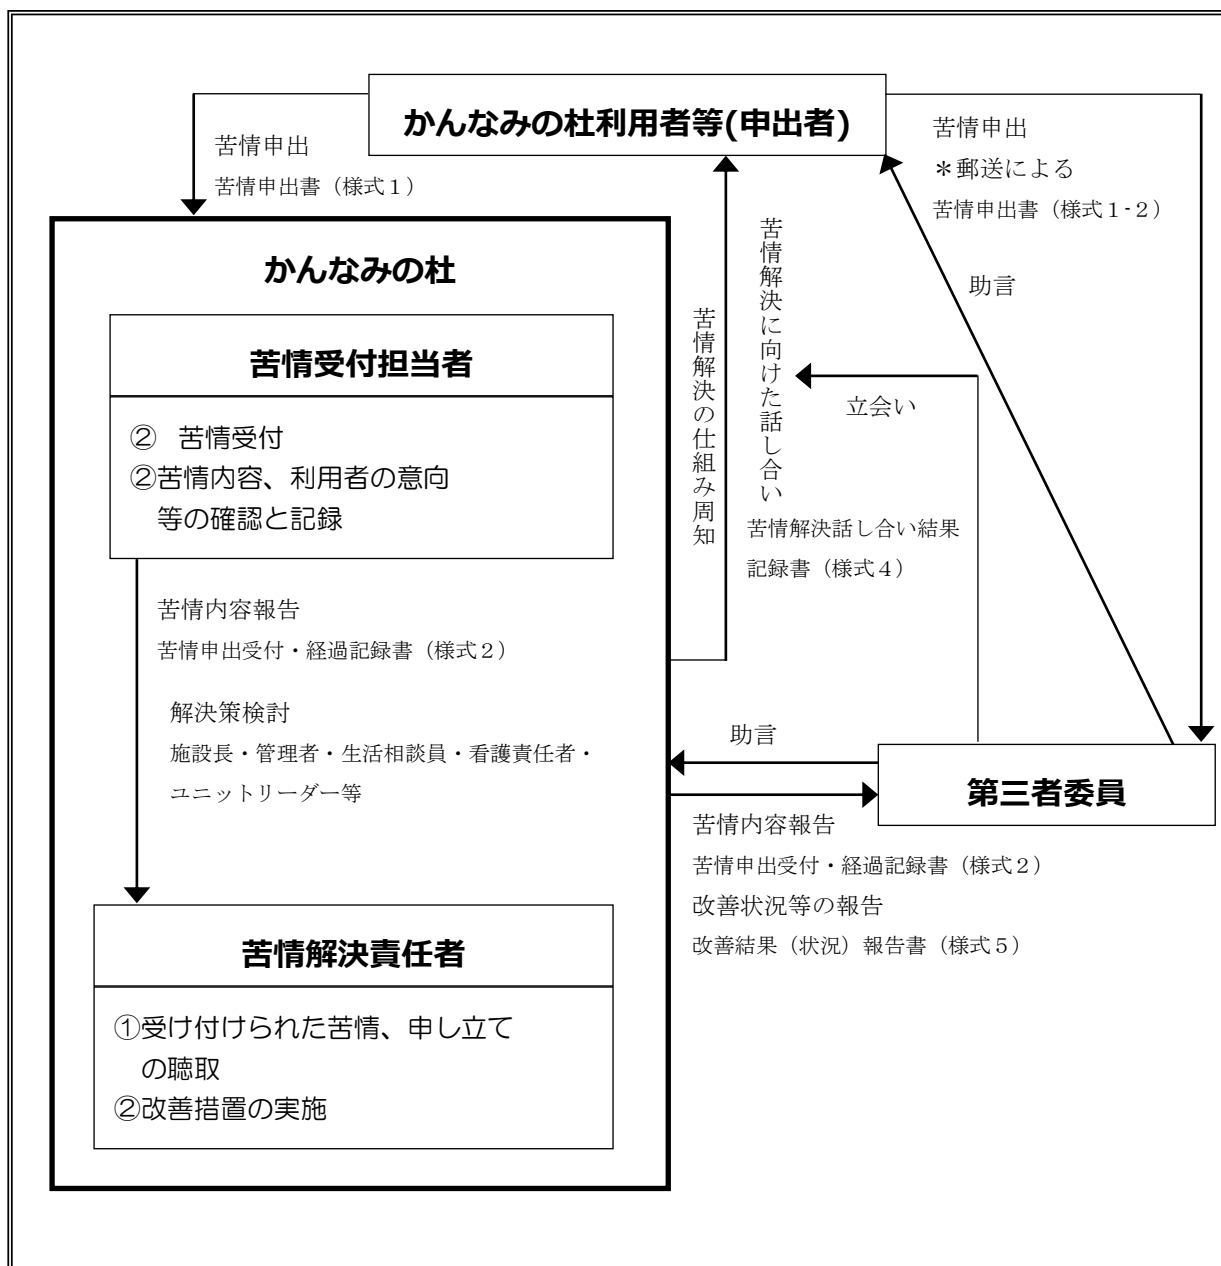 かんなみの杜利用者等(申出者)
苦情申出
苦情申出書（様式１）
苦情申出
＊郵送による
苦情申出書（様式１-２）
かんなみの杜
苦情受付担当者
②　苦情受付
②苦情内容、利用者の意向
等の確認と記録
苦情内容報告
苦情申出受付・経過記録書（様式２）
解決策検討
施設長・管理者・生活相談員・看護責任者・
ユニットリーダー等
苦情解決責任者
①受け付けられた苦情、申し立て
の聴取
②改善措置の実施
苦情解決の仕組み周知
苦情解決に向けた話し合い
苦情解決話し合い結果
記録書（様式４）
立会い
助言
助言
第三者委員
苦情内容報告
苦情申出受付・経過記録書（様式２）
改善状況等の報告
改善結果（状況）報告書（様式５）